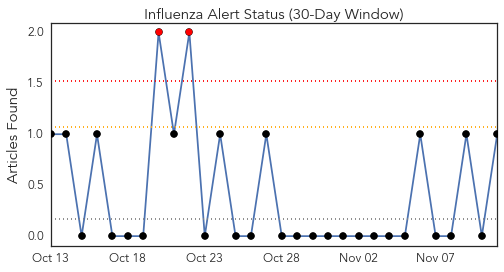 Influenza Alert Status (30-Day Window)
Articles Found
2.0
1.5
1.0
0.5
0.0
Oct 13 Oct 18 Oct 23 Oct 28 Nov 02 Nov 07